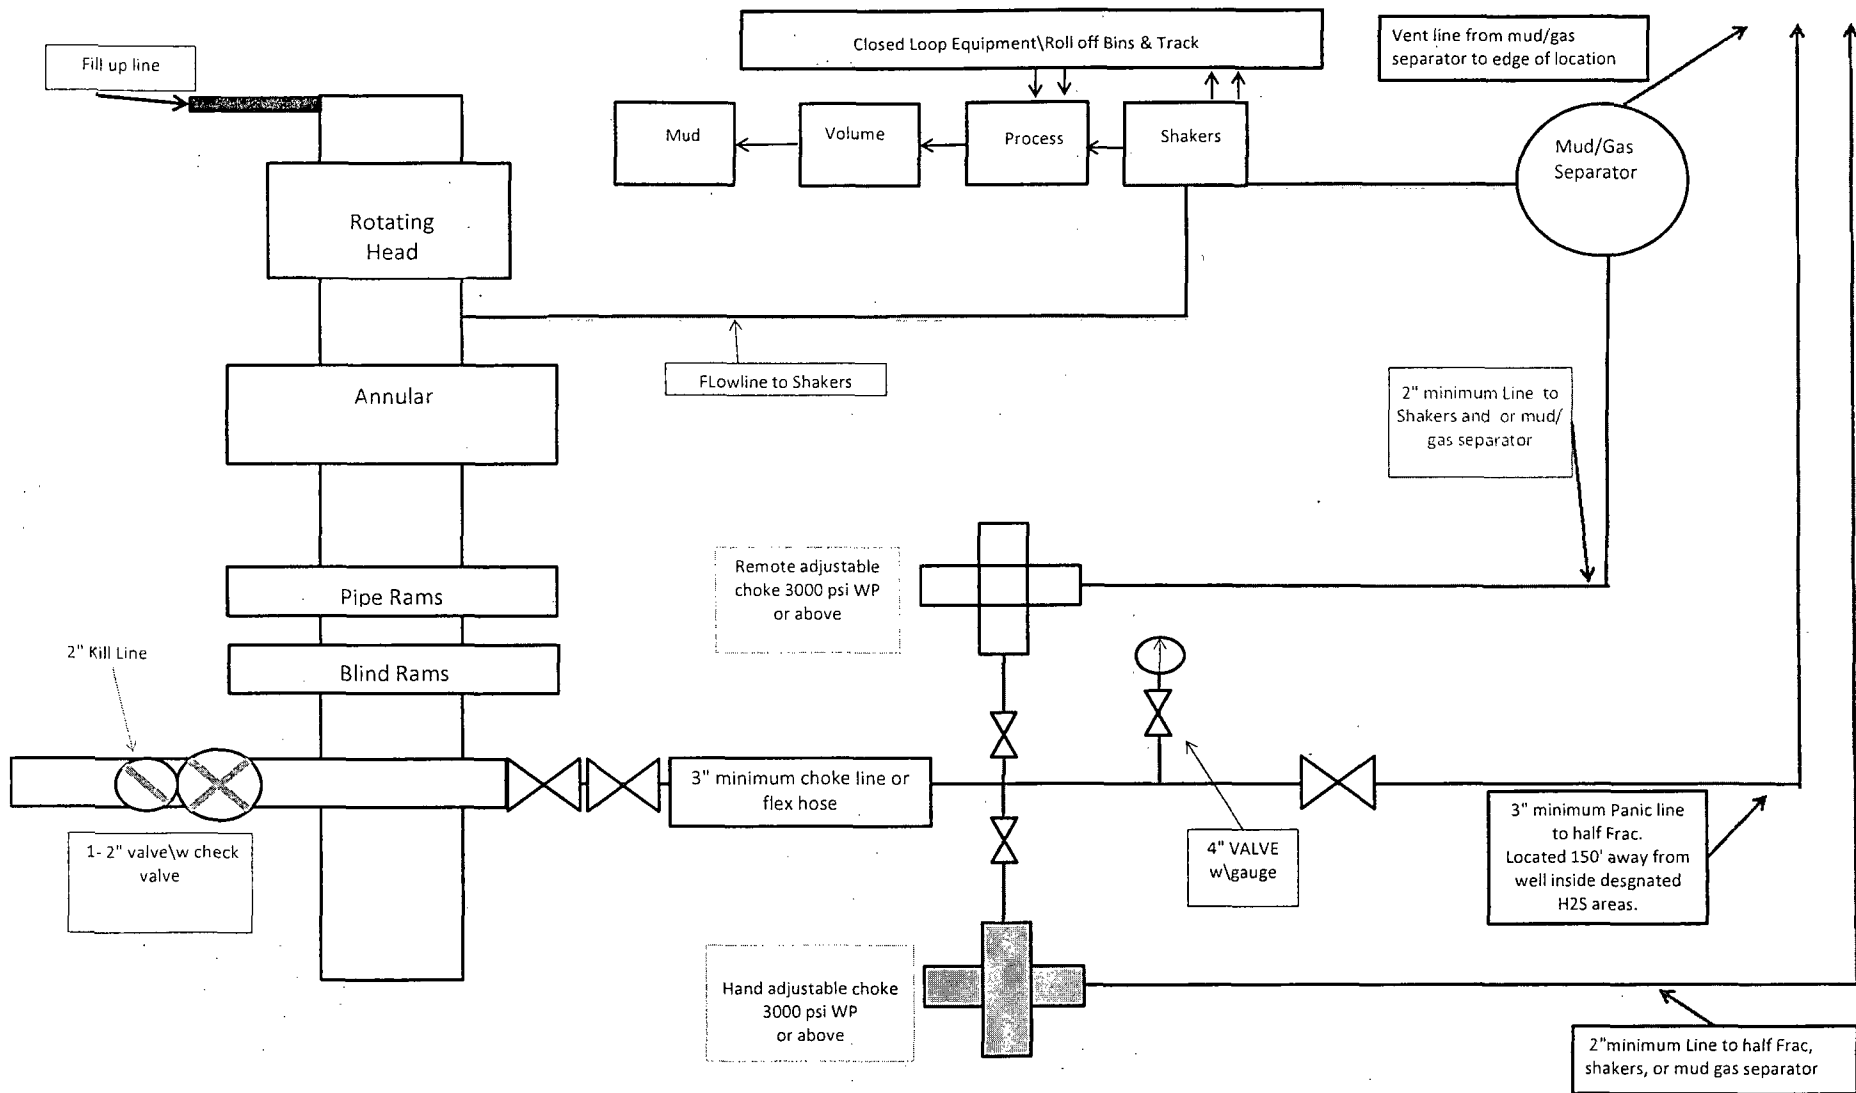 Fill up line
Closed Loop Equipment\Roll off Bins & Track
Vent line from mud/gas
separator to edge of location
Mud
Volume
Process
Shakers
Mud/Gas
Separator
Rotating
Head
FLowline to Shakers
Annular
2" minimum Line to
Shakers and or mud/
gas separator
Remote adjustable
choke 3000 psi WP
or above
Pipe Rams
2" Kill Line
Blind Rams
3" minimum choke line or
flex hose
1- 2" valve\w check
valve
4" VALVE
w\gauge
3" minimum Panic line
to half Frac.
Located 150' away from
well inside desgnated
H2S areas.
Hand adjustable choke
3000 psi WP
or above
2"minimum Line to half Frac,
shakers, or mud gas separator